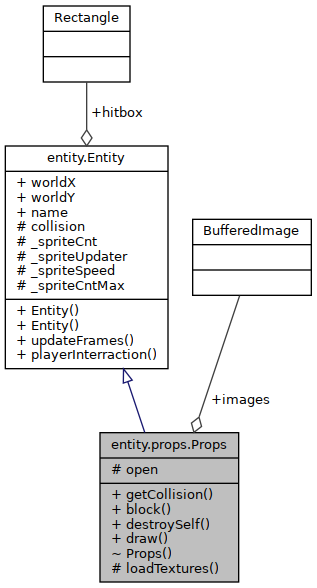 Rectangle
+hitbox
entity.Entity
+ worldX
+ worldY
+ name
# collision
# _spriteCnt
# _spriteUpdater
# _spriteSpeed
# _spriteCntMax
+ Entity()
+ Entity()
+ updateFrames()
+ playerInterraction()
BufferedImage
+images
entity.props.Props
# open
+ getCollision()
+ block()
+ destroySelf()
+ draw()
~ Props()
# loadTextures()